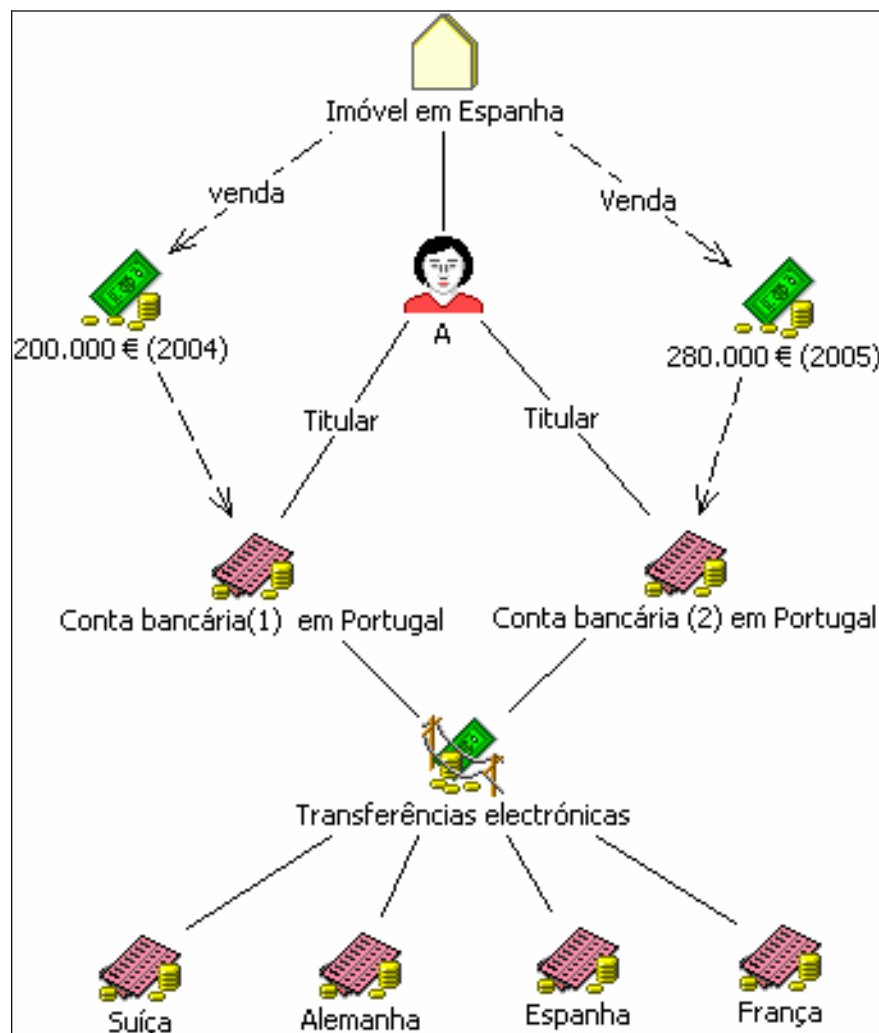 Imóvel em Espanha
venda
Venda
A
200.000 € (2004)
280.000 € (2005)
Titular
Titular
Conta bancária(1) em Portugal
Conta bancária (2) em Portugal
Transferências electrónicas
Suíça
Alemanha
Espanha
França